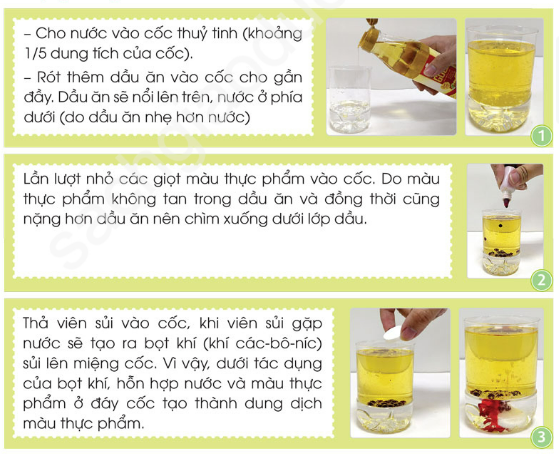 – Cho nước vào cốc thuỷ tinh (khoảng
1/5 dung tích của cốc).
– Rót thêm dầu ăn vào cốc cho gần
đầy. Dầu ăn sẽ nổi lên trên, nước ở phía
dưới (do dầu ăn nhẹ hơn nước)
1
Lần lượt nhỏ các giọt màu thực phẩm vào cốc. Do màu
thực phẩm không tan trong dầu ăn và đồng thời cũng
nặng hơn dầu ăn nên chìm xuống dưới lớp dầu.
2
Thả viên sủi vào cốc, khi viên sủi gặp
nước sẽ tạo ra bọt khí (khí các-bô-níc)
sủi lên miệng cốc. Vì vậy, dưới tác dụng
của bọt khí, hỗn hợp nước và màu thực
phẩm ở đáy cốc tạo thành dung dịch
màu thực phẩm.
3